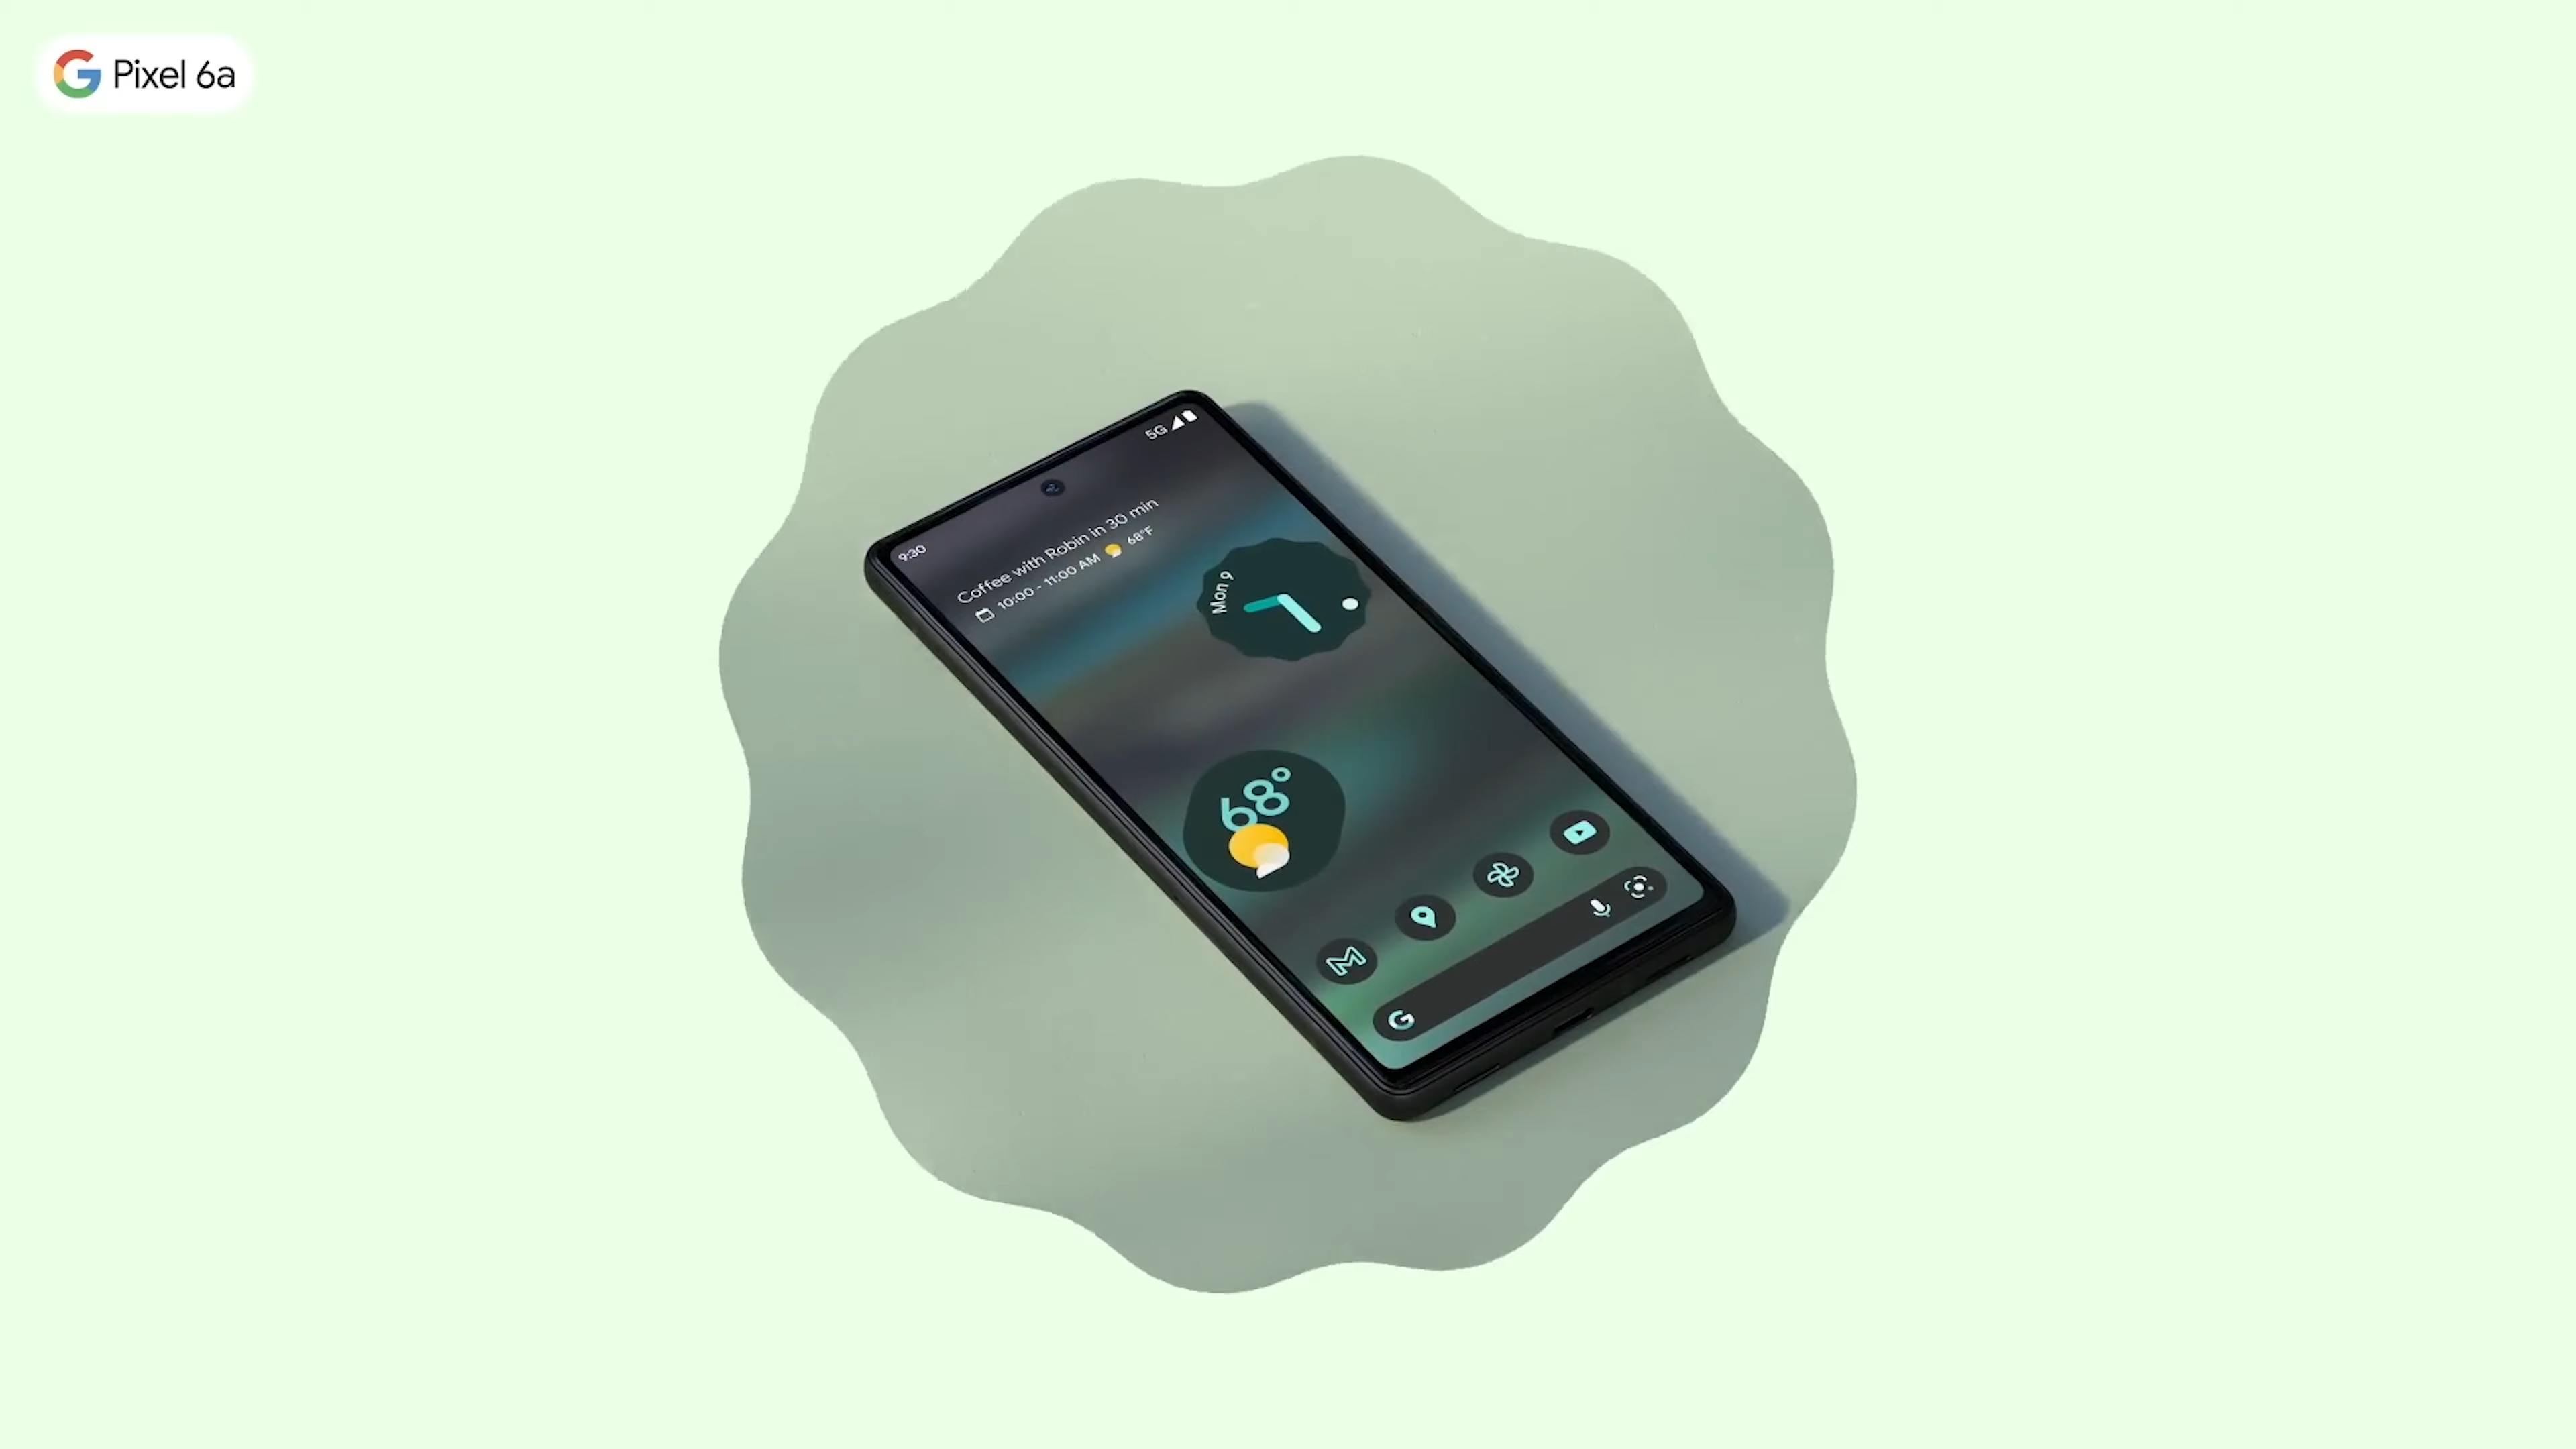 G Pixel 6a
9:30
5G
Coffee with Robin in 30 min
10:00 - 11:00 AM 68°F
Mon 9
68°
G